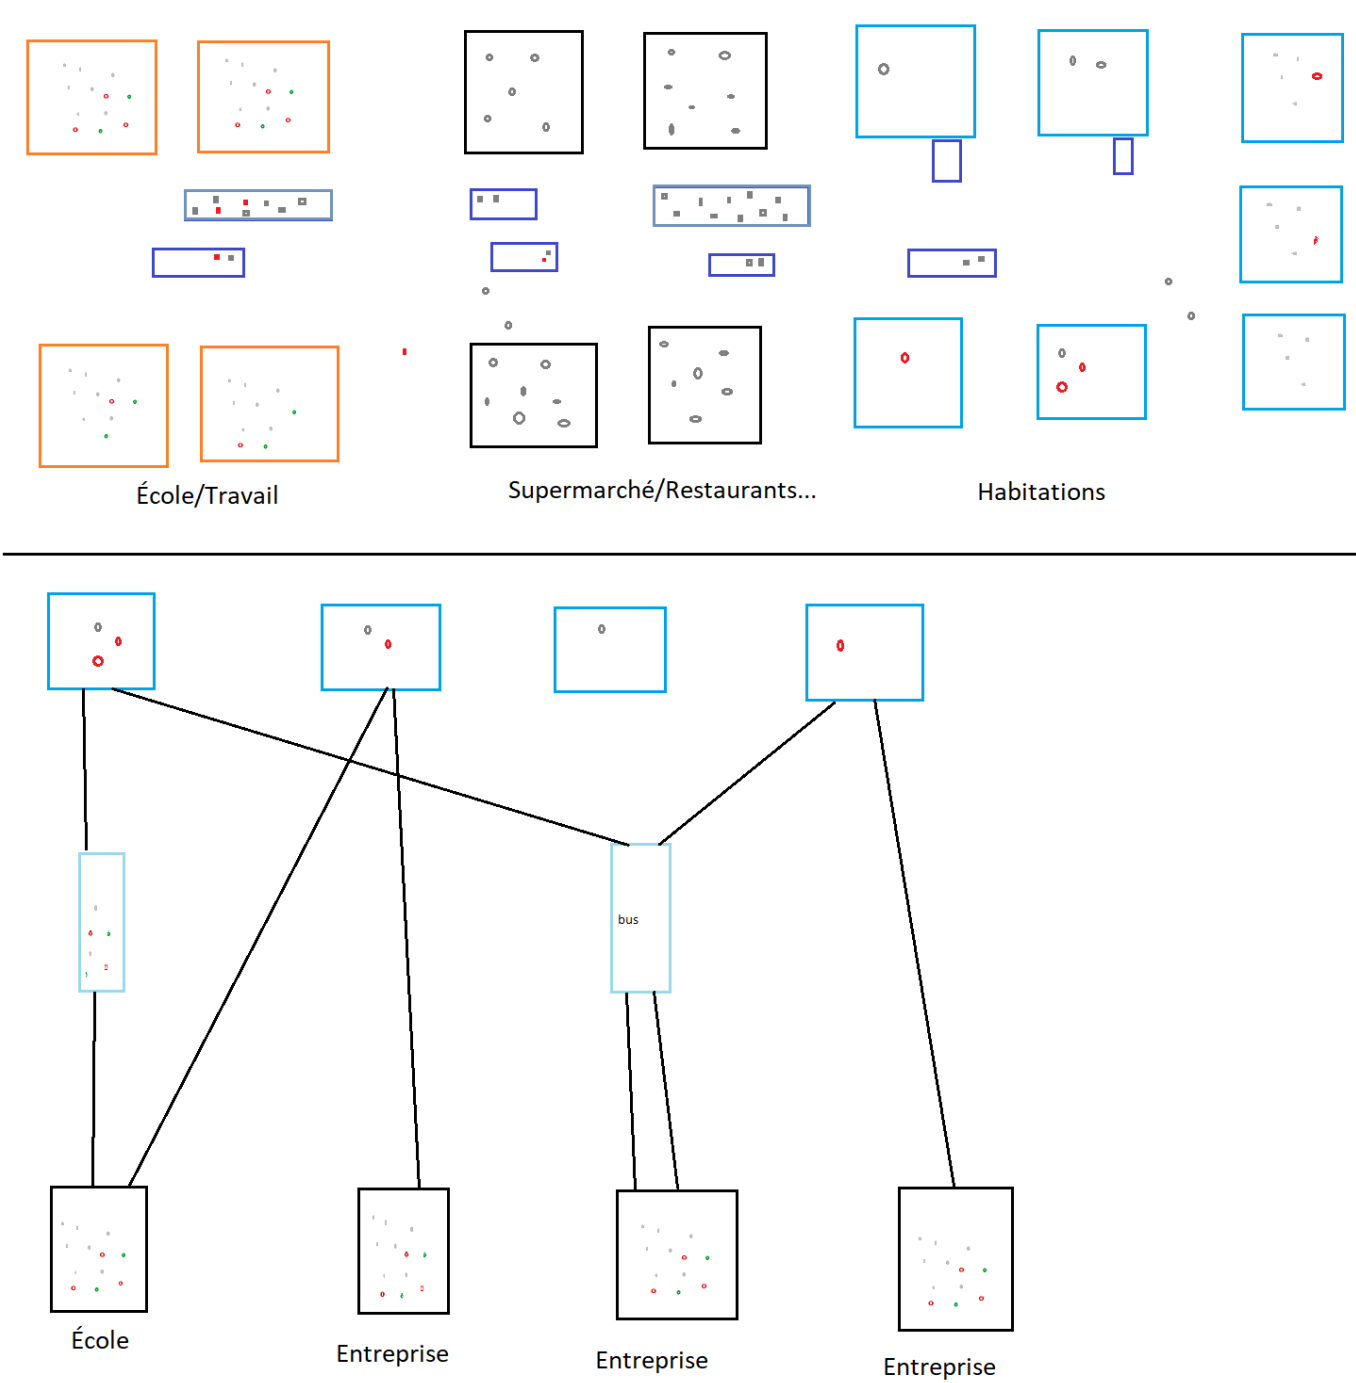 École/Travail
Supermarché/Restaurants...
Habitations
bus
École
Entreprise
Entreprise
Entreprise